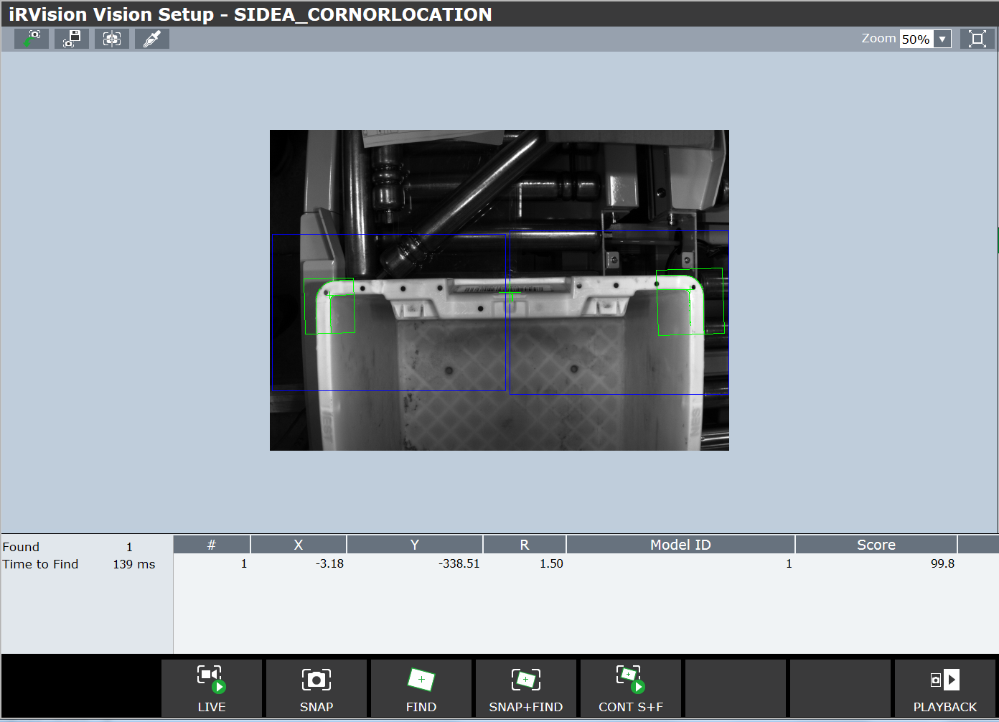 iRVision Vision Setup - SIDEA_CORNORLOCATION
Zoom 50%
Found 1
Time to Find 139 ms
# X Y R Model ID Score
1 -3.18 -338.51 1.50 1 99.8
LIVE SNAP FIND SNAP+FIND CONT S+F PLAYBACK